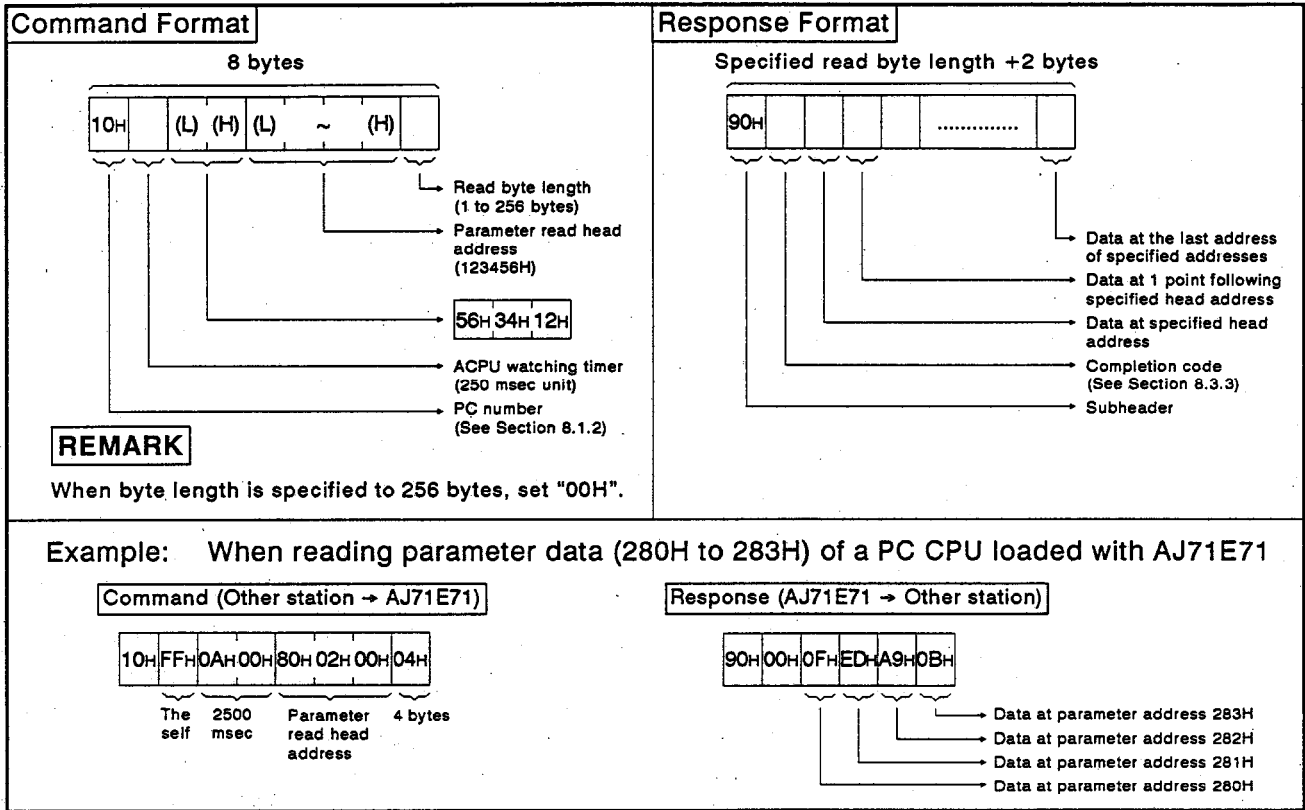 Command Format
8 bytes
10H (L) (H) (L) ~ (H)
Read byte length
(1 to 256 bytes)
Parameter read head
address
(123456H)
56H 34H 12H
ACPU watching timer
(250 msec unit)
PC number
(See Section 8.1.2)
REMARK
When byte length is specified to 256 bytes, set "00H".
Response Format
Specified read byte length +2 bytes
90H ..............
Data at the last address
of specified addresses
Data at 1 point following
specified head address
Data at specified head
address
Completion code
(See Section 8.3.3)
Subheader
Example: When reading parameter data (280H to 283H) of a PC CPU loaded with AJ71E71
Command (Other station → AJ71E71)
10H FFH 0AH 00H 80H 02H 00H 04H
The
self
2500
msec
Parameter
read head
address
4 bytes
Response (AJ71E71 → Other station)
90H 00H 0FH EDH A9H 0BH
Data at parameter address 283H
Data at parameter address 282H
Data at parameter address 281H
Data at parameter address 280H